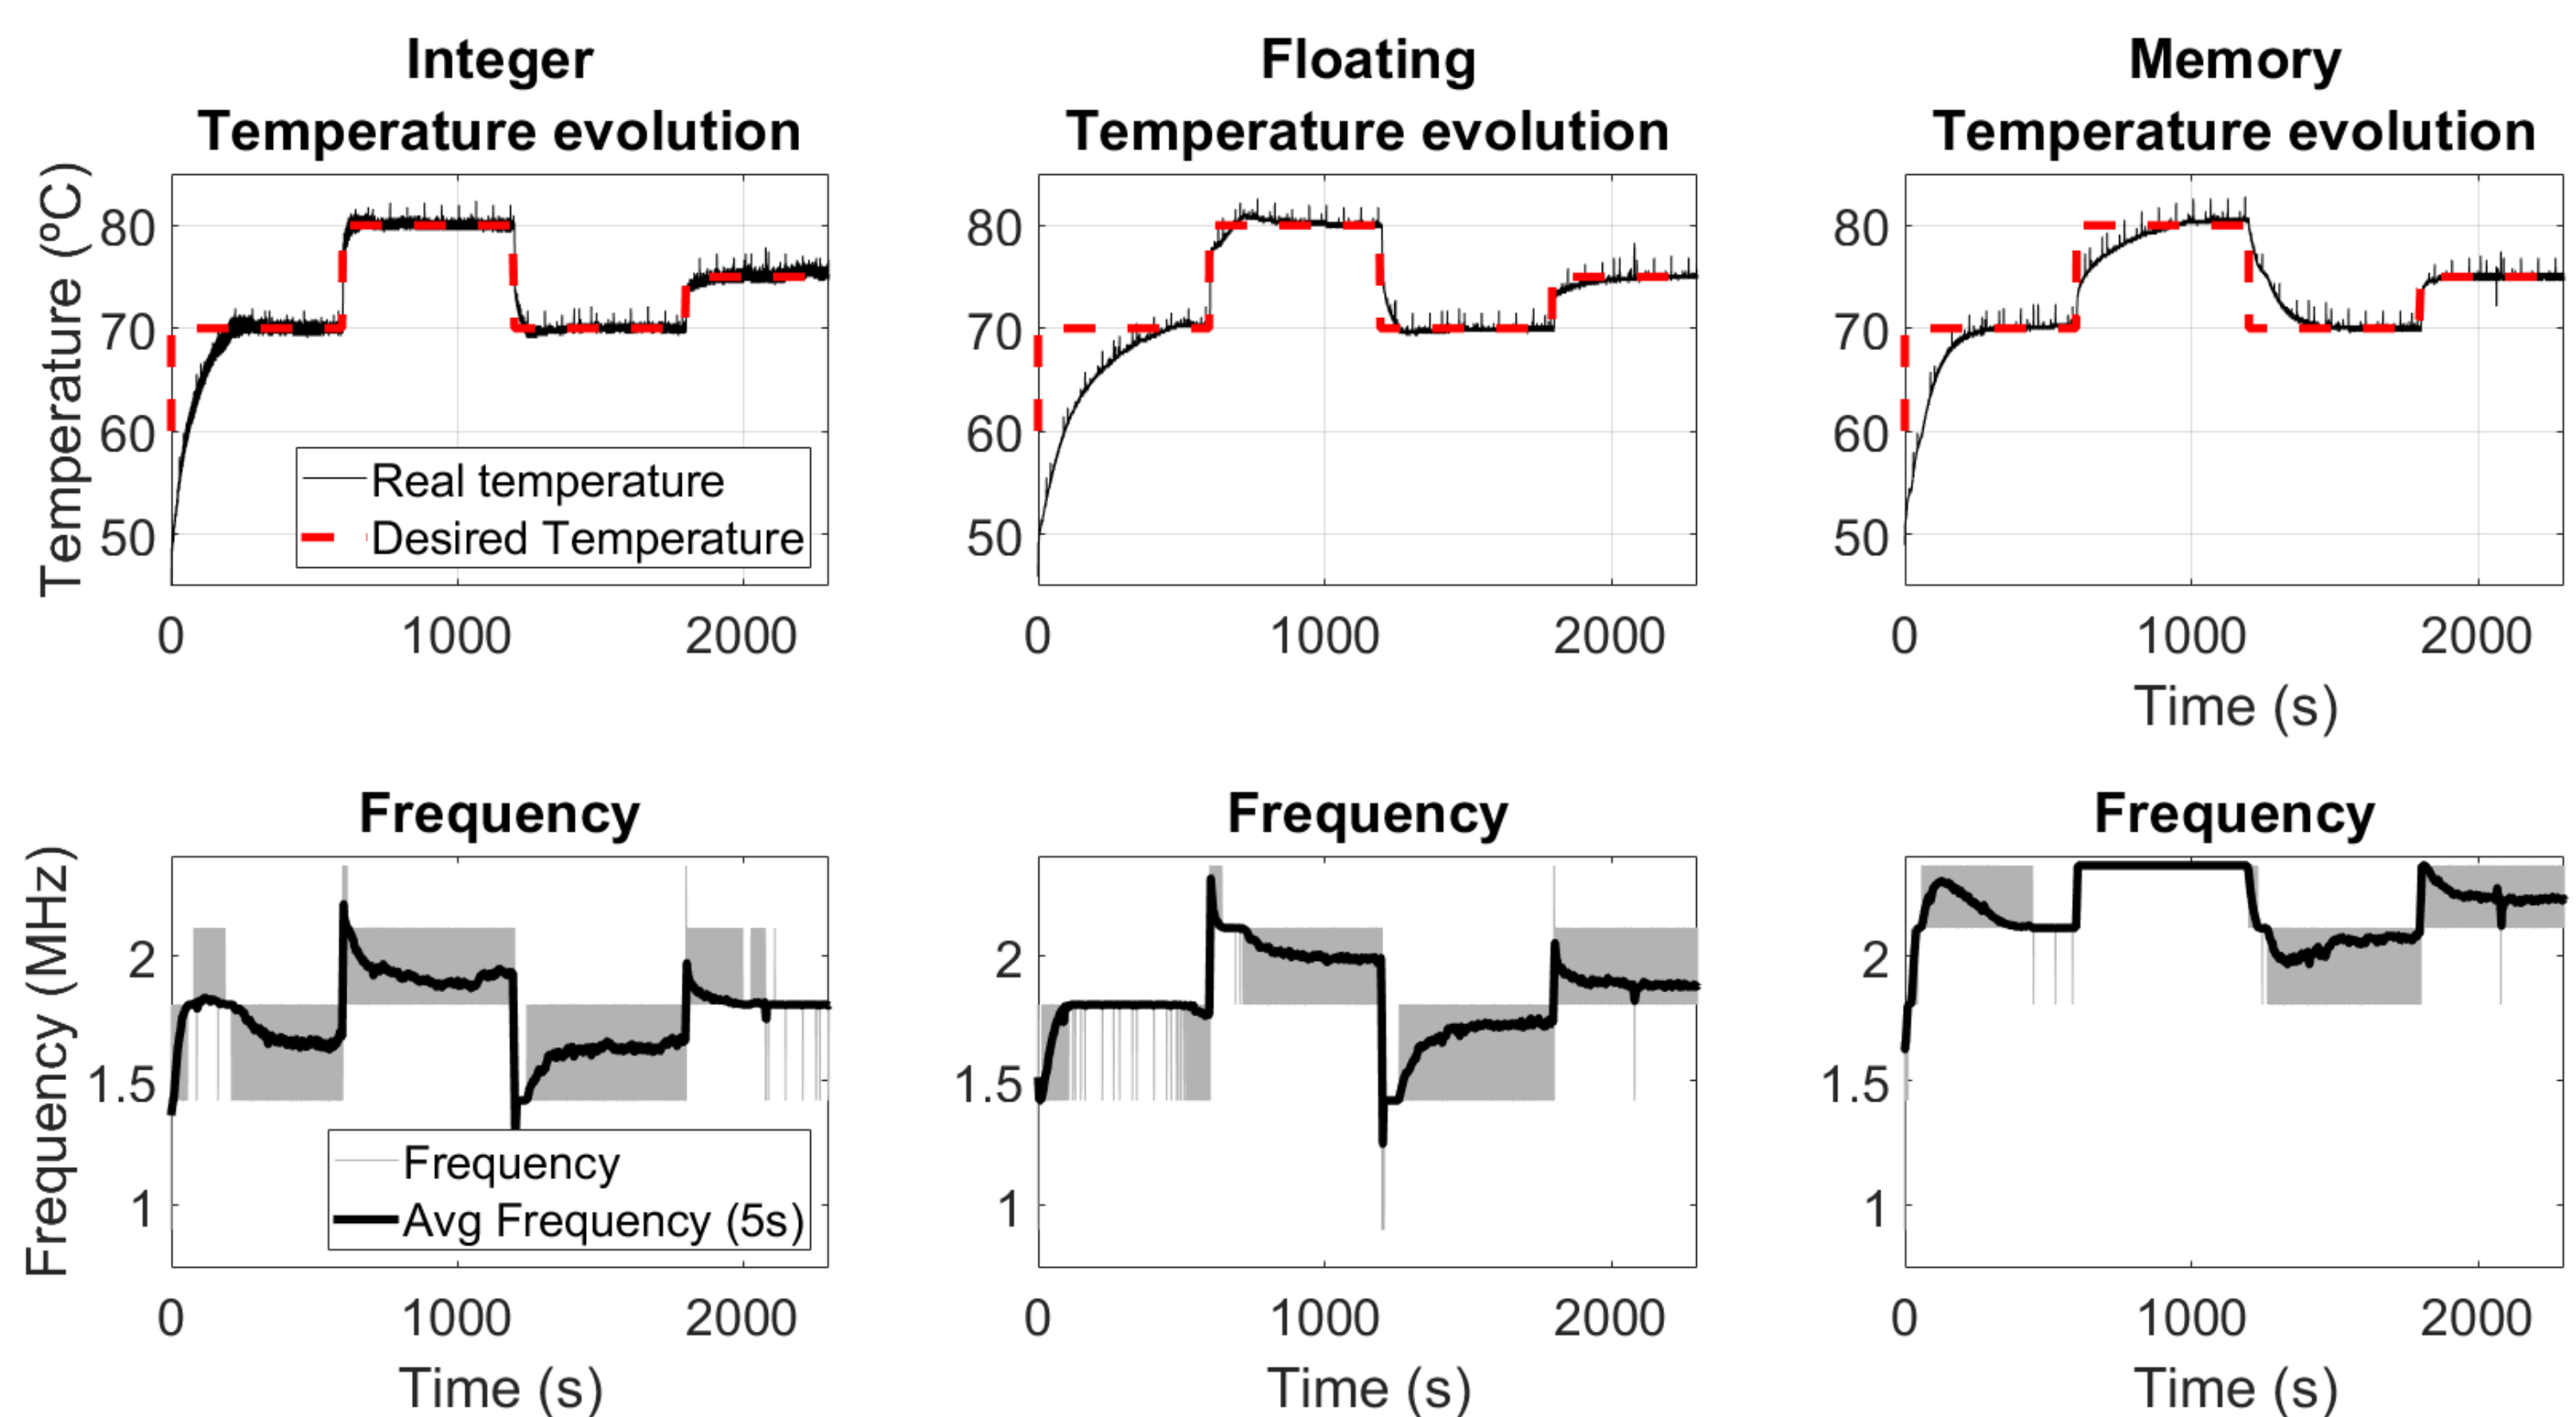 Integer
Temperature evolution
Floating
Temperature evolution
Memory
Temperature evolution
Temperature (ºC)
80
70
60
50
Real temperature
Desired Temperature
0
1000
2000
80
70
60
50
0
1000
2000
80
70
60
50
0
1000
2000
Time (s)
Frequency
Frequency
Frequency
Frequency (MHz)
2
1.5
1
Frequency
Avg Frequency (5s)
0
1000
2000
Time (s)
2
1.5
1
0
1000
2000
Time (s)
2
1.5
1
0
1000
2000
Time (s)